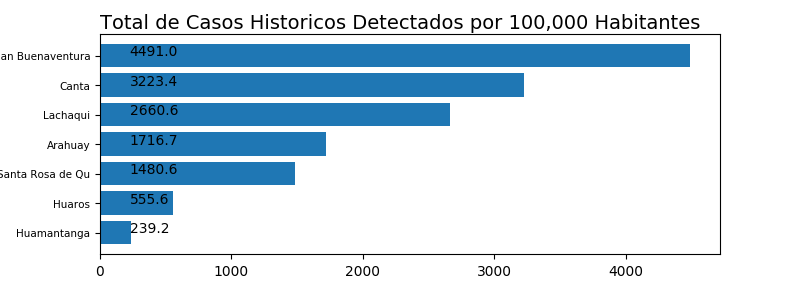 Total de Casos Historicos Detectados por 100,000 Habitantes
an Buenaventura 4491.0
Canta 3223.4
Lachaqui 2660.6
Arahuay 1716.7
Santa Rosa de Qu 1480.6
Huaros 555.6
Huamantanga 239.2
0 1000 2000 3000 4000